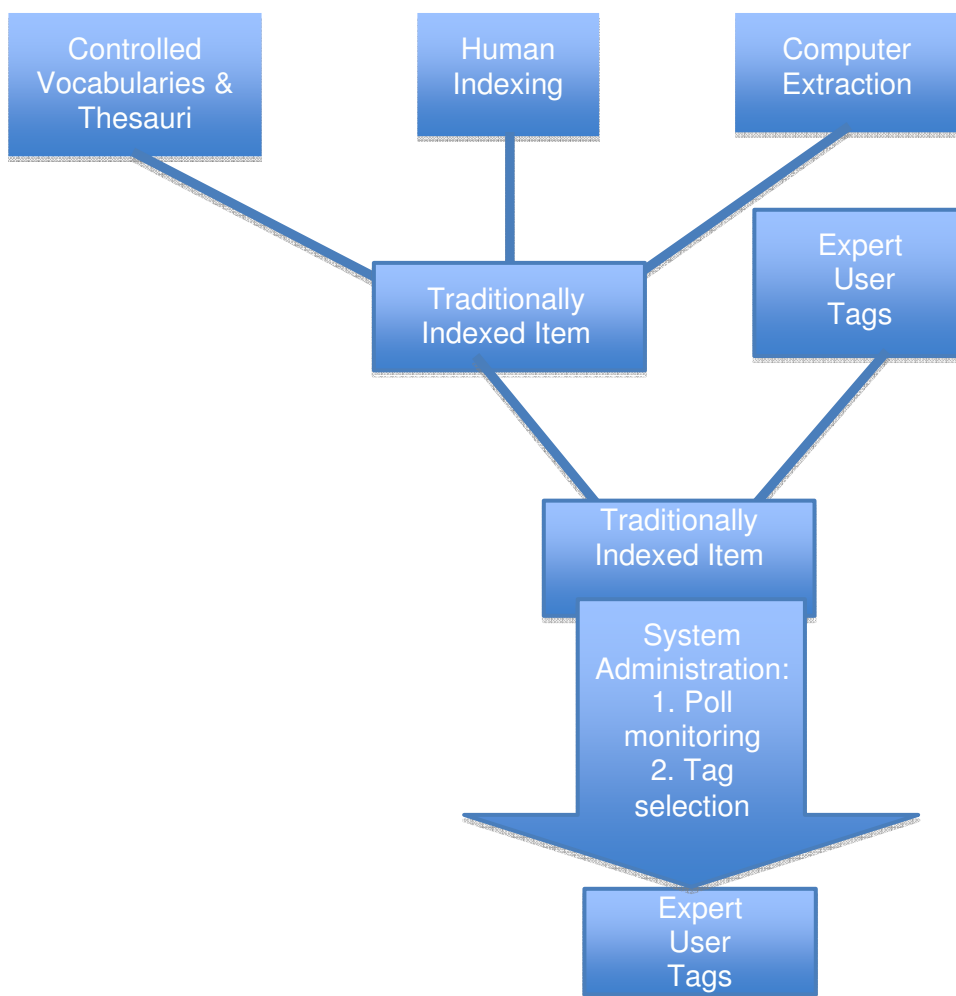 Controlled
Vocabularies &
Thesauri
Human
Indexing
Computer
Extraction
Expert
User
Tags
Traditionally
Indexed Item
Traditionally
Indexed Item
System
Administration:
1. Poll
monitoring
2. Tag
selection
Expert
User
Tags